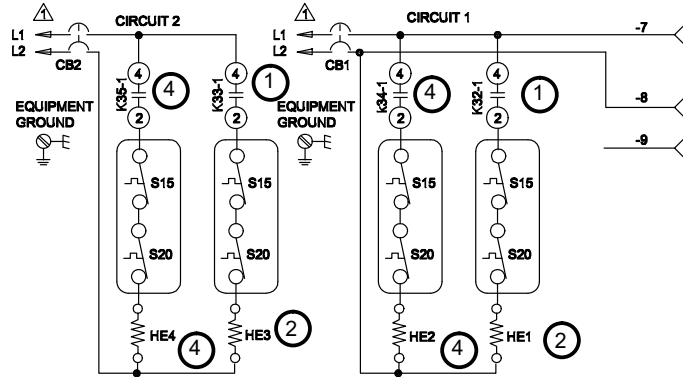 1
CIRCUIT 2
L1
L2
CB2
4
K35-1
2
4
4
K33-1
2
1
EQUIPMENT
GROUND
S15
S20
S15
S20
HE4
4
HE3
2
1
CIRCUIT 1
L1
L2
CB1
4
K34-1
2
4
4
K32-1
2
1
EQUIPMENT
GROUND
S15
S20
S15
S20
HE2
4
HE1
2
-7
-8
-9